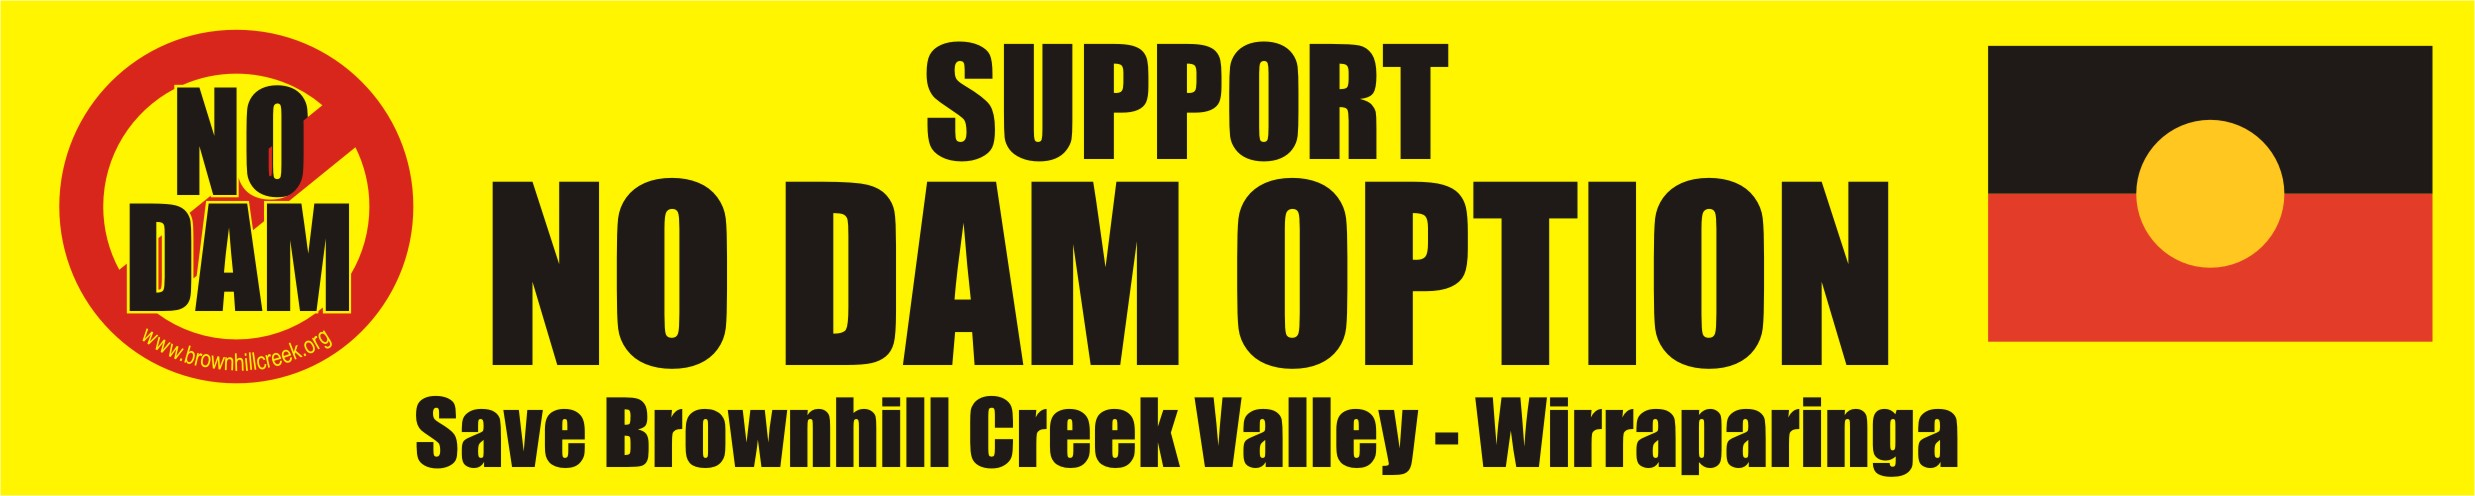 NO
DAM
www.brownhillcreek.org
SUPPORT
NO DAM OPTION
Save Brownhill Creek Valley - Wirraparinga